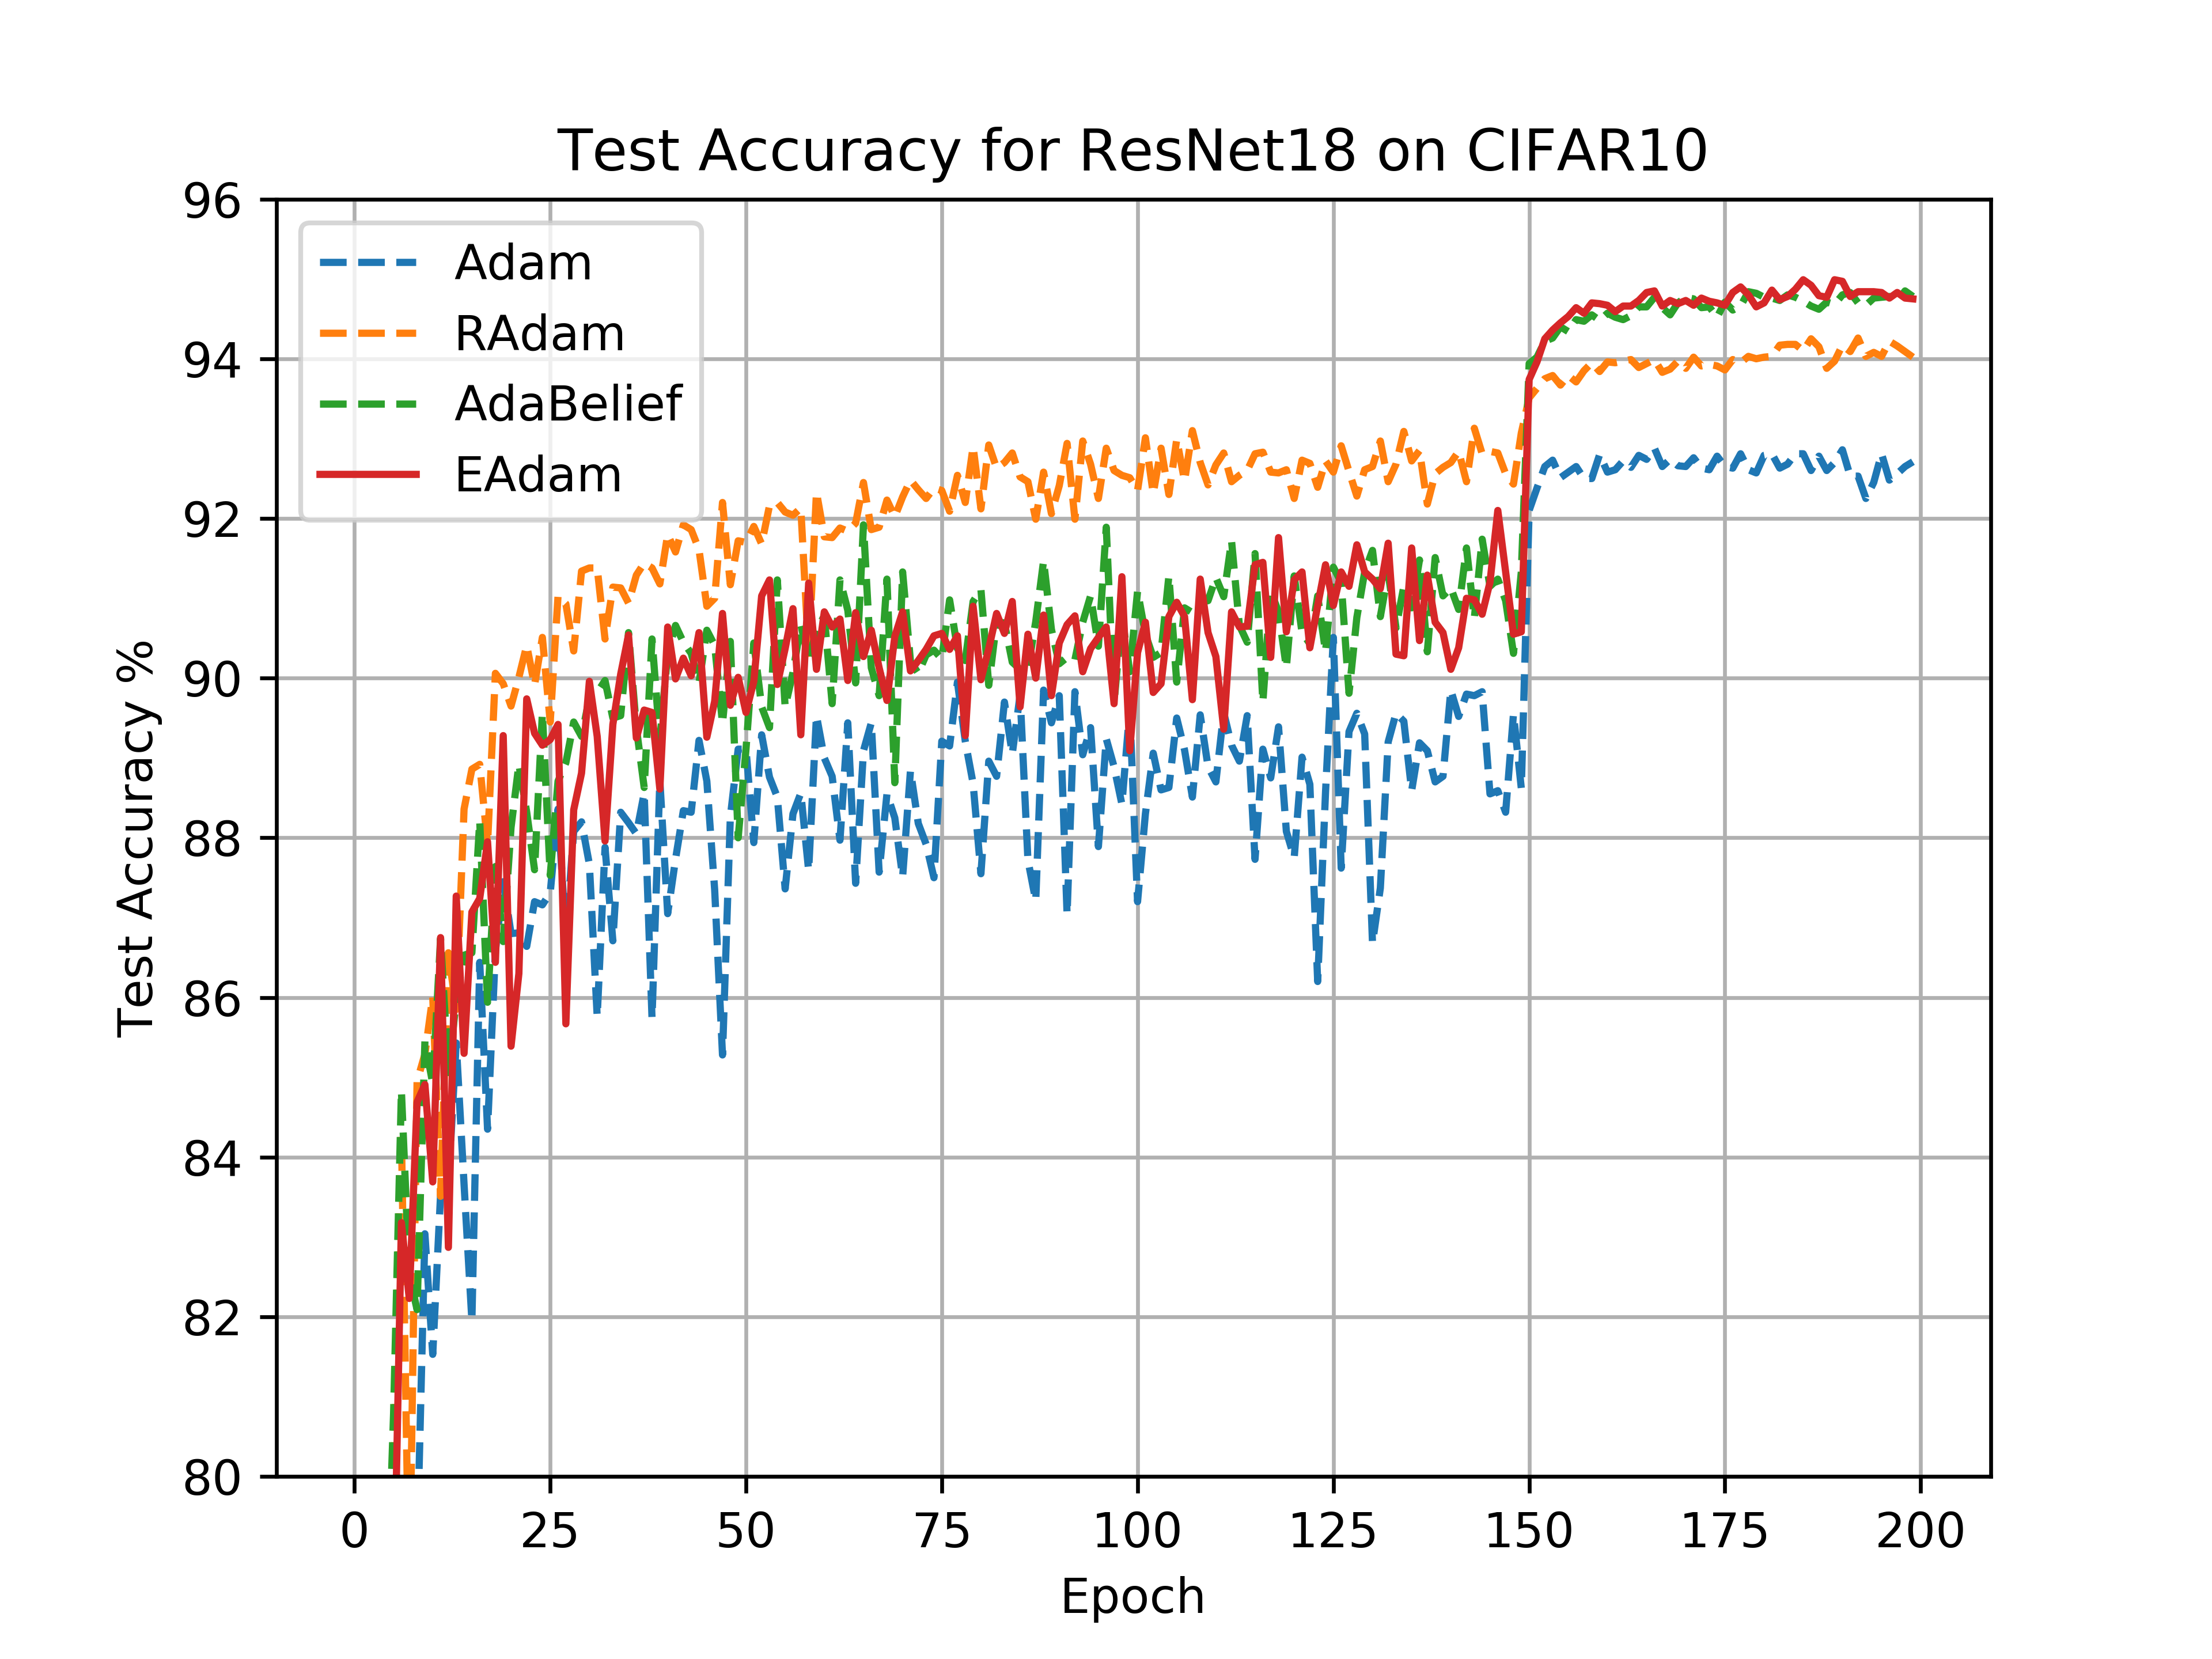 Test Accuracy for ResNet18 on CIFAR10
96
94
92
90
88
86
84
82
80
Test Accuracy %
Adam
RAdam
AdaBelief
EAdam
0 25 50 75 100 125 150 175 200
Epoch